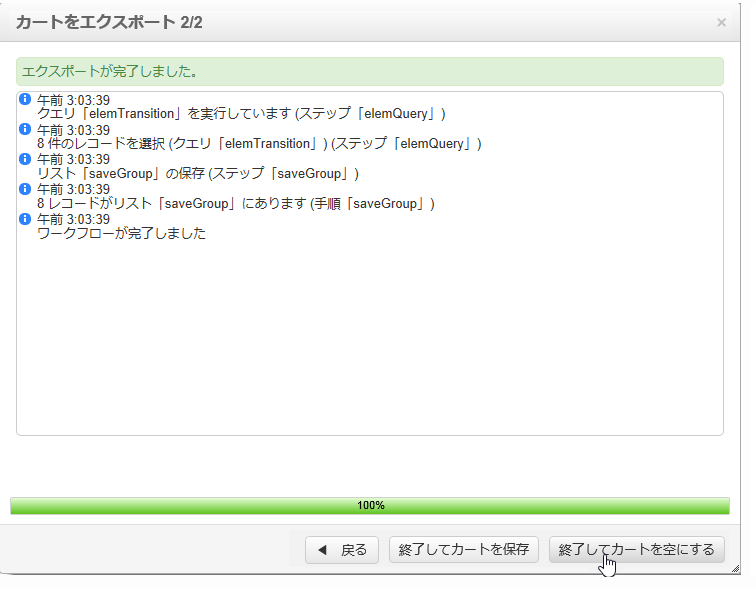 カートをエクスポート 2/2
×
エクスポートが完了しました。
午前 3:03:39
クエリ「elemTransition」を実行しています (ステップ「elemQuery」)
午前 3:03:39
8 件のレコードを選択 (クエリ「elemTransition」) (ステップ「elemQuery」)
午前 3:03:39
リスト「saveGroup」の保存 (ステップ「saveGroup」)
午前 3:03:39
8 レコードがリスト「saveGroup」にあります (手順「saveGroup」)
午前 3:03:39
ワークフローが完了しました
100%
戻る
終了してカートを保存
終了してカートを空にする